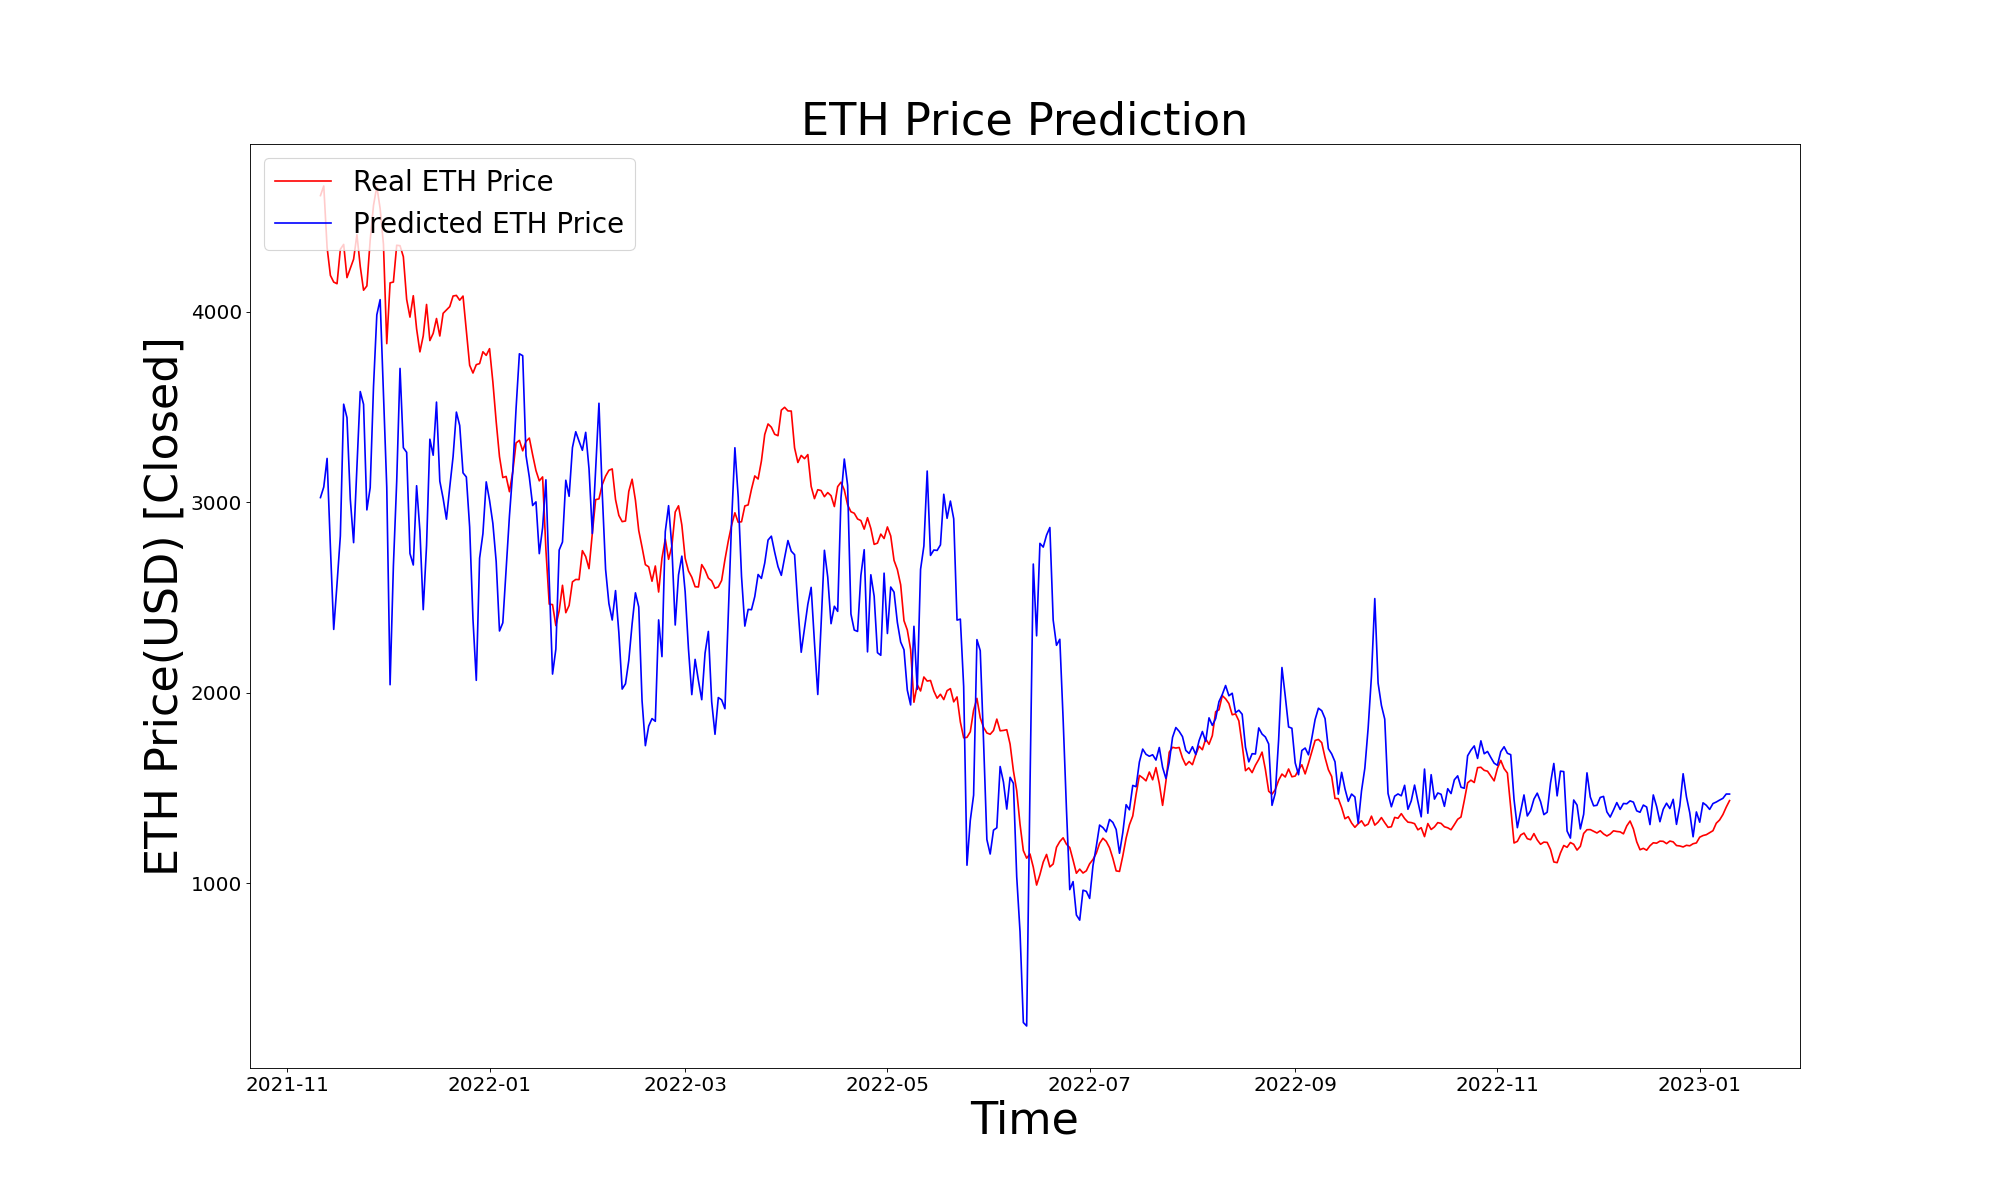 ETH Price Prediction
Real ETH Price
Predicted ETH Price
ETH Price(USD) [Closed]
4000
3000
2000
1000
2021-11 2022-01 2022-03 2022-05 2022-07 2022-09 2022-11 2023-01
Time